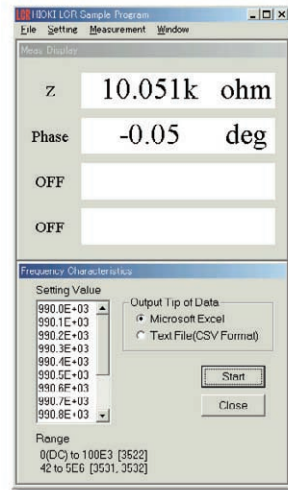 LCR HIOKI LCR Sample Program
File Setting Measurement Window
Meas Display
Z 10.051k ohm
Phase -0.05 deg
OFF
OFF
Frequency Characteristics
Setting Value
990.0E+03
990.1E+03
990.2E+03
990.3E+03
990.4E+03
990.5E+03
990.6E+03
990.7E+03
990.8E+03
Output Tip of Data
Microsoft Excel
Text File(CSV Format)
Start
Close
Range
0(DC) to 100E3 [3522]
42 to 5E6 [3531, 3532]